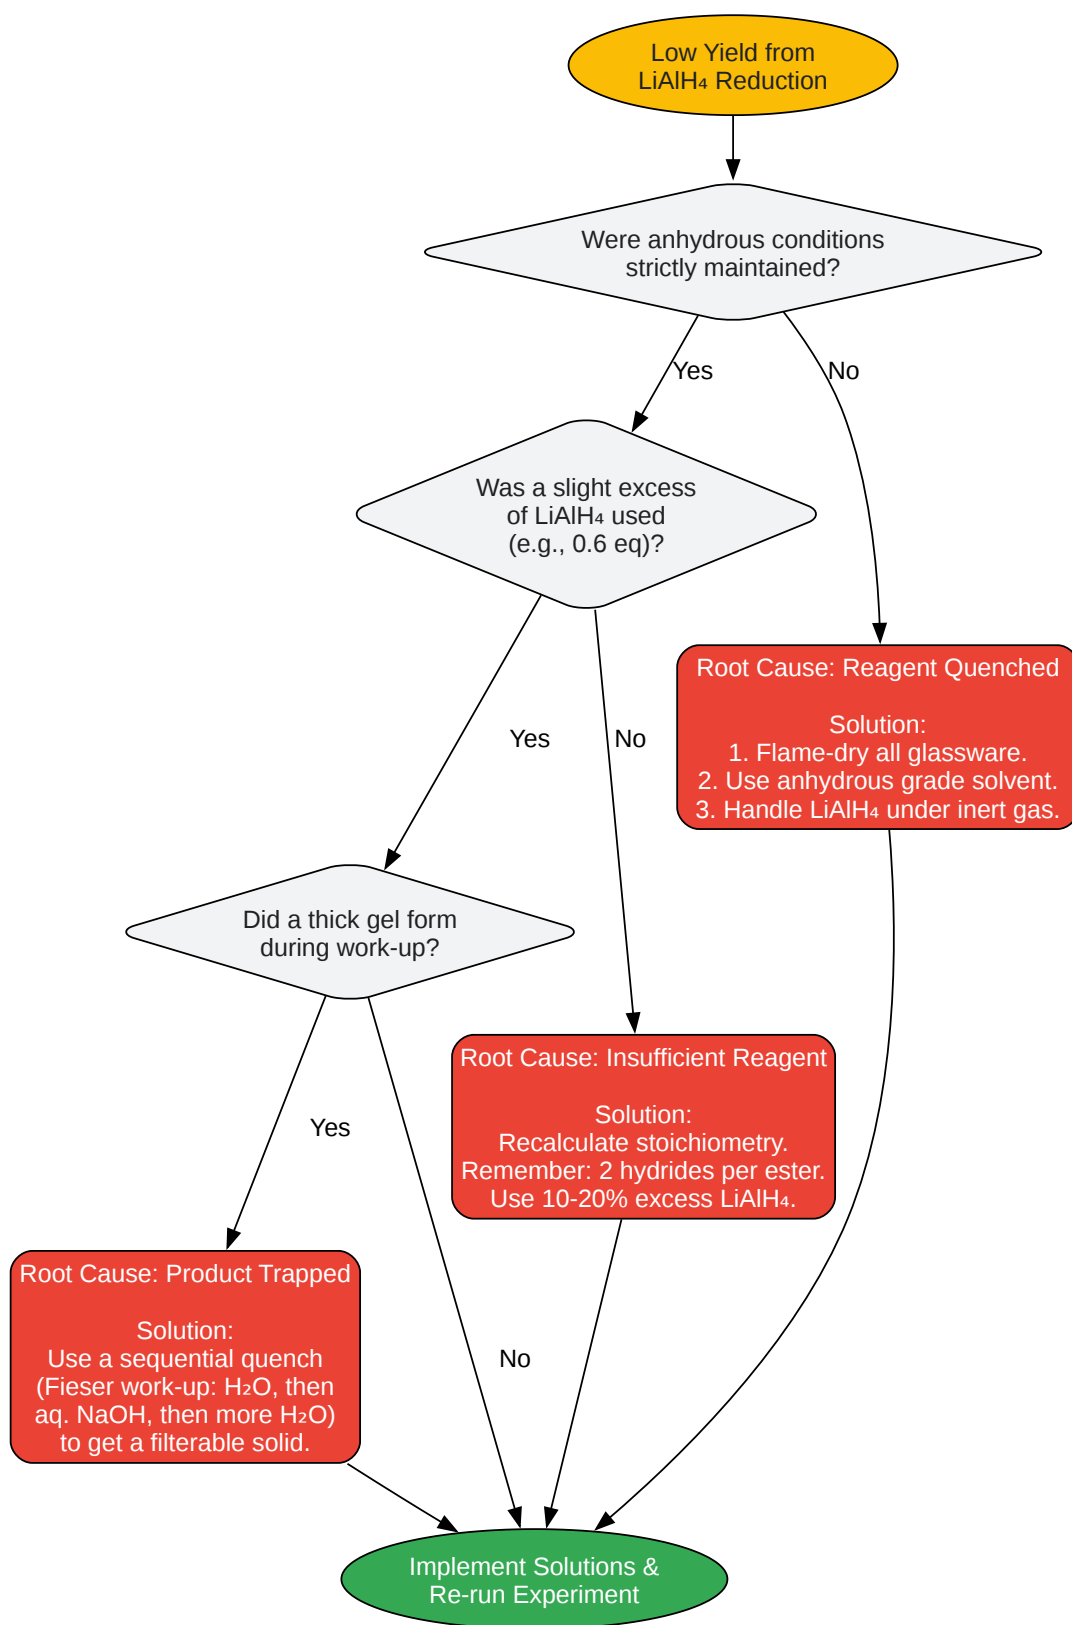 Low Yield from
LiAlH₄ Reduction
Were anhydrous conditions
strictly maintained?
Yes
No
Was a slight excess
of LiAlH₄ used
(e.g., 0.6 eq)?
Root Cause: Reagent Quenched
Solution:
1. Flame-dry all glassware.
2. Use anhydrous grade solvent.
3. Handle LiAlH₄ under inert gas.
Yes
No
Did a thick gel form
during work-up?
Root Cause: Insufficient Reagent
Solution:
Recalculate stoichiometry.
Remember: 2 hydrides per ester.
Use 10-20% excess LiAlH₄.
Yes
No
Root Cause: Product Trapped
Solution:
Use a sequential quench
(Fieser work-up: H₂O, then
aq. NaOH, then more H₂O)
to get a filterable solid.
Implement Solutions &
Re-run Experiment